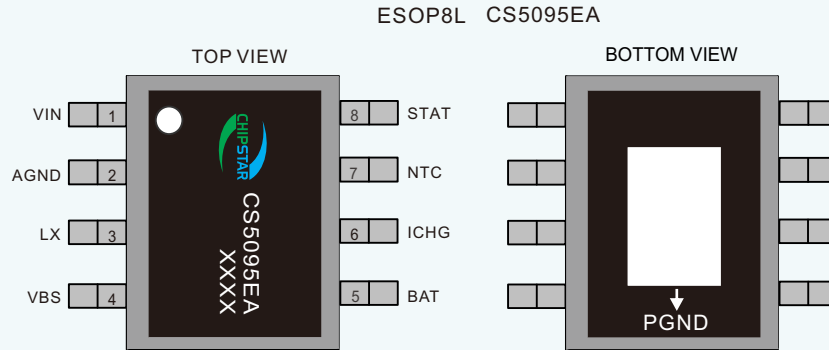 ESOP8L CS5095EA
TOP VIEW
BOTTOM VIEW
VIN 1
AGND 2
LX 3
VBS 4
8 STAT
7 NTC
6 ICHG
5 BAT
CHIPSTAR
CS5095EA
XXXX
PGND